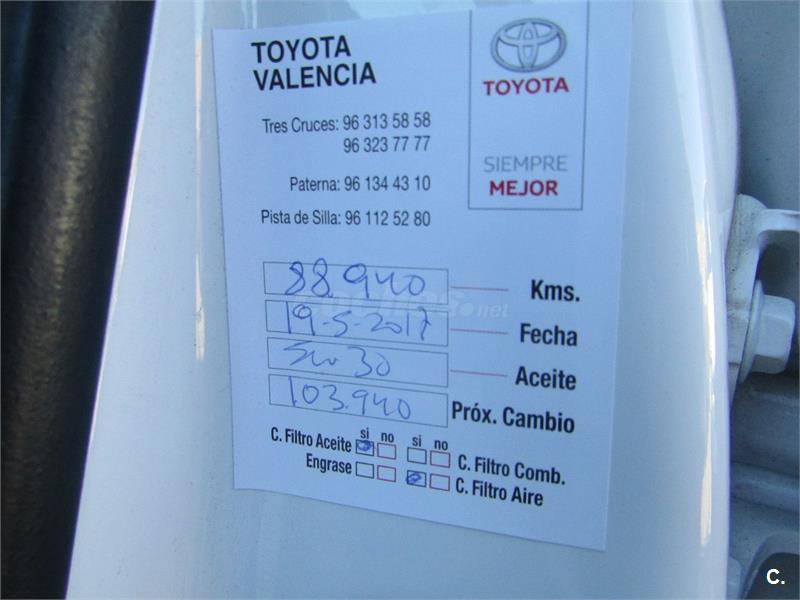 TOYOTA
VALENCIA
TOYOTA
SIEMPRE
MEJOR
Tres Cruces: 96 313 58 58
96 323 77 77
Paterna: 96 134 43 10
Pista de Silla: 96 112 52 80
88.940 Kms.
19-5-2017 Fecha
5w30 Aceite
103.940 Próx. Cambio
si no si no
C. Filtro Aceite C. Filtro Comb.
Engrase C. Filtro Aire
coches.net
C.